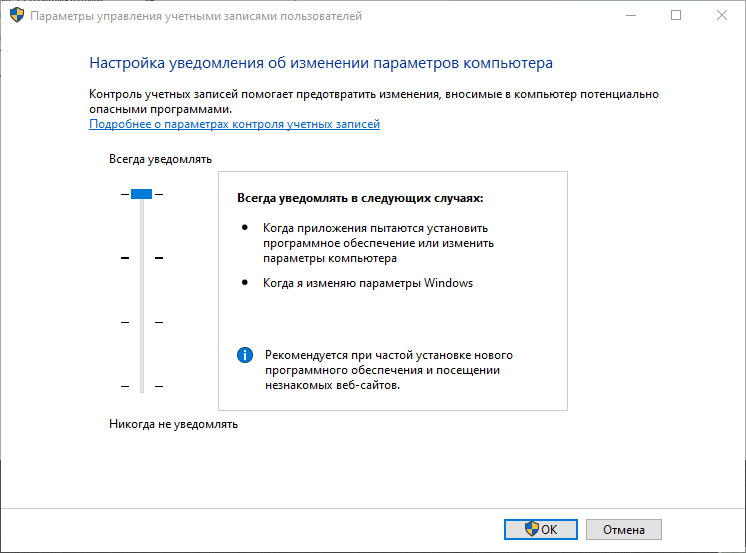 Параметры управления учетными записями пользователей
Настройка уведомления об изменении параметров компьютера
Контроль учетных записей помогает предотвратить изменения, вносимые в компьютер потенциально
опасными программами.
Подробнее о параметрах контроля учетных записей
Всегда уведомлять
Всегда уведомлять в следующих случаях:
Когда приложения пытаются установить
программное обеспечение или изменить
параметры компьютера
Когда я изменяю параметры Windows
Рекомендуется при частой установке нового
программного обеспечения и посещении
незнакомых веб-сайтов.
Никогда не уведомлять
ОК
Отмена